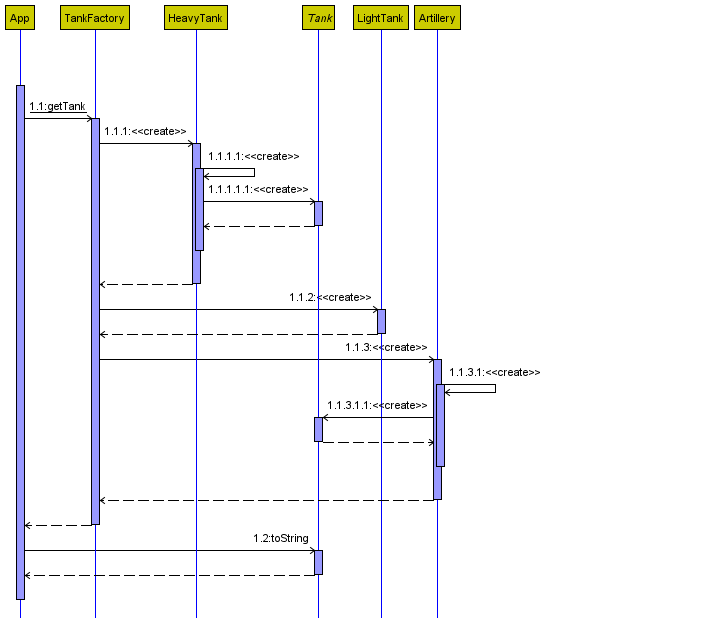 App
TankFactory
HeavyTank
Tank
LightTank
Artillery
1.1:getTank
1.1.1:<<create>>
1.1.1.1:<<create>>
1.1.1.1.1:<<create>>
1.1.2:<<create>>
1.1.3:<<create>>
1.1.3.1:<<create>>
1.1.3.1.1:<<create>>
1.2:toString